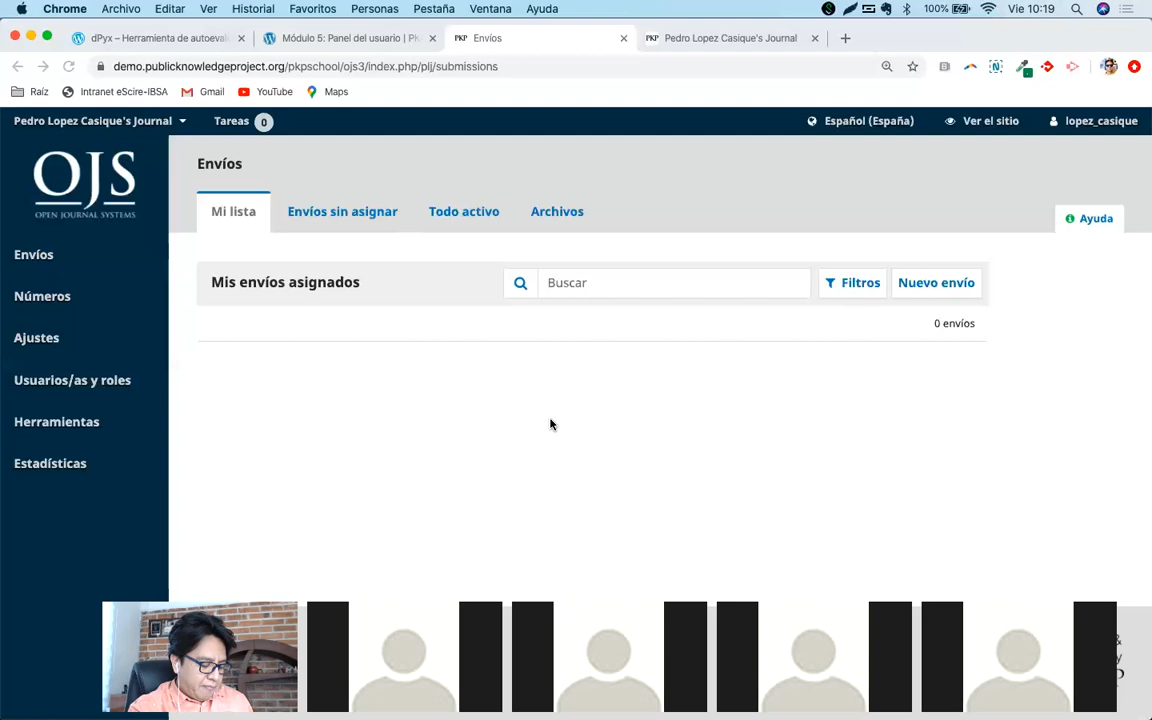 Chrome Archivo Editar Ver Historial Favoritos Personas Pestaña Ventana Ayuda 100% Vie 10:19
dPyx – Herramienta de autoeval
Módulo 5: Panel del usuario | PK
PKP Envíos
PKP Pedro Lopez Casique's Journal
demo.publicknowledgeproject.org/pkpschool/ojs3/index.php/plj/submissions
Raíz Intranet eScire-IBSA Gmail YouTube Maps
Pedro Lopez Casique's Journal Tareas 0 Español (España) Ver el sitio lopez_casique
OJS
OPEN JOURNAL SYSTEMS
Envíos
Números
Ajustes
Usuarios/as y roles
Herramientas
Estadísticas
Envíos
Mi lista Envíos sin asignar Todo activo Archivos
Ayuda
Mis envíos asignados Buscar Filtros Nuevo envío
0 envíos